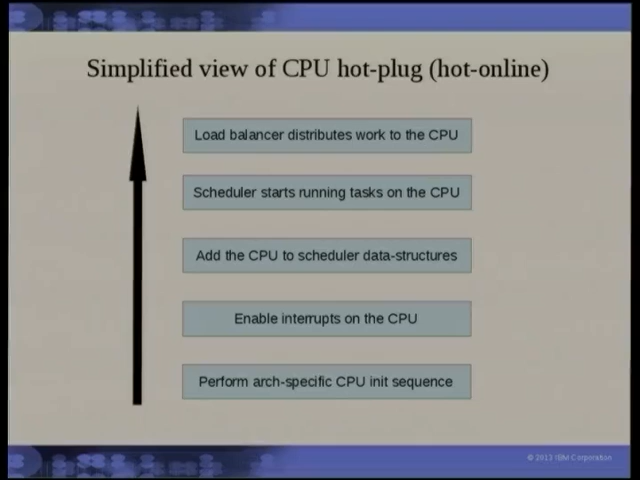 Simplified view of CPU hot-plug (hot-online)
Load balancer distributes work to the CPU
Scheduler starts running tasks on the CPU
Add the CPU to scheduler data-structures
Enable interrupts on the CPU
Perform arch-specific CPU init sequence
© 2013 IBM Corporation